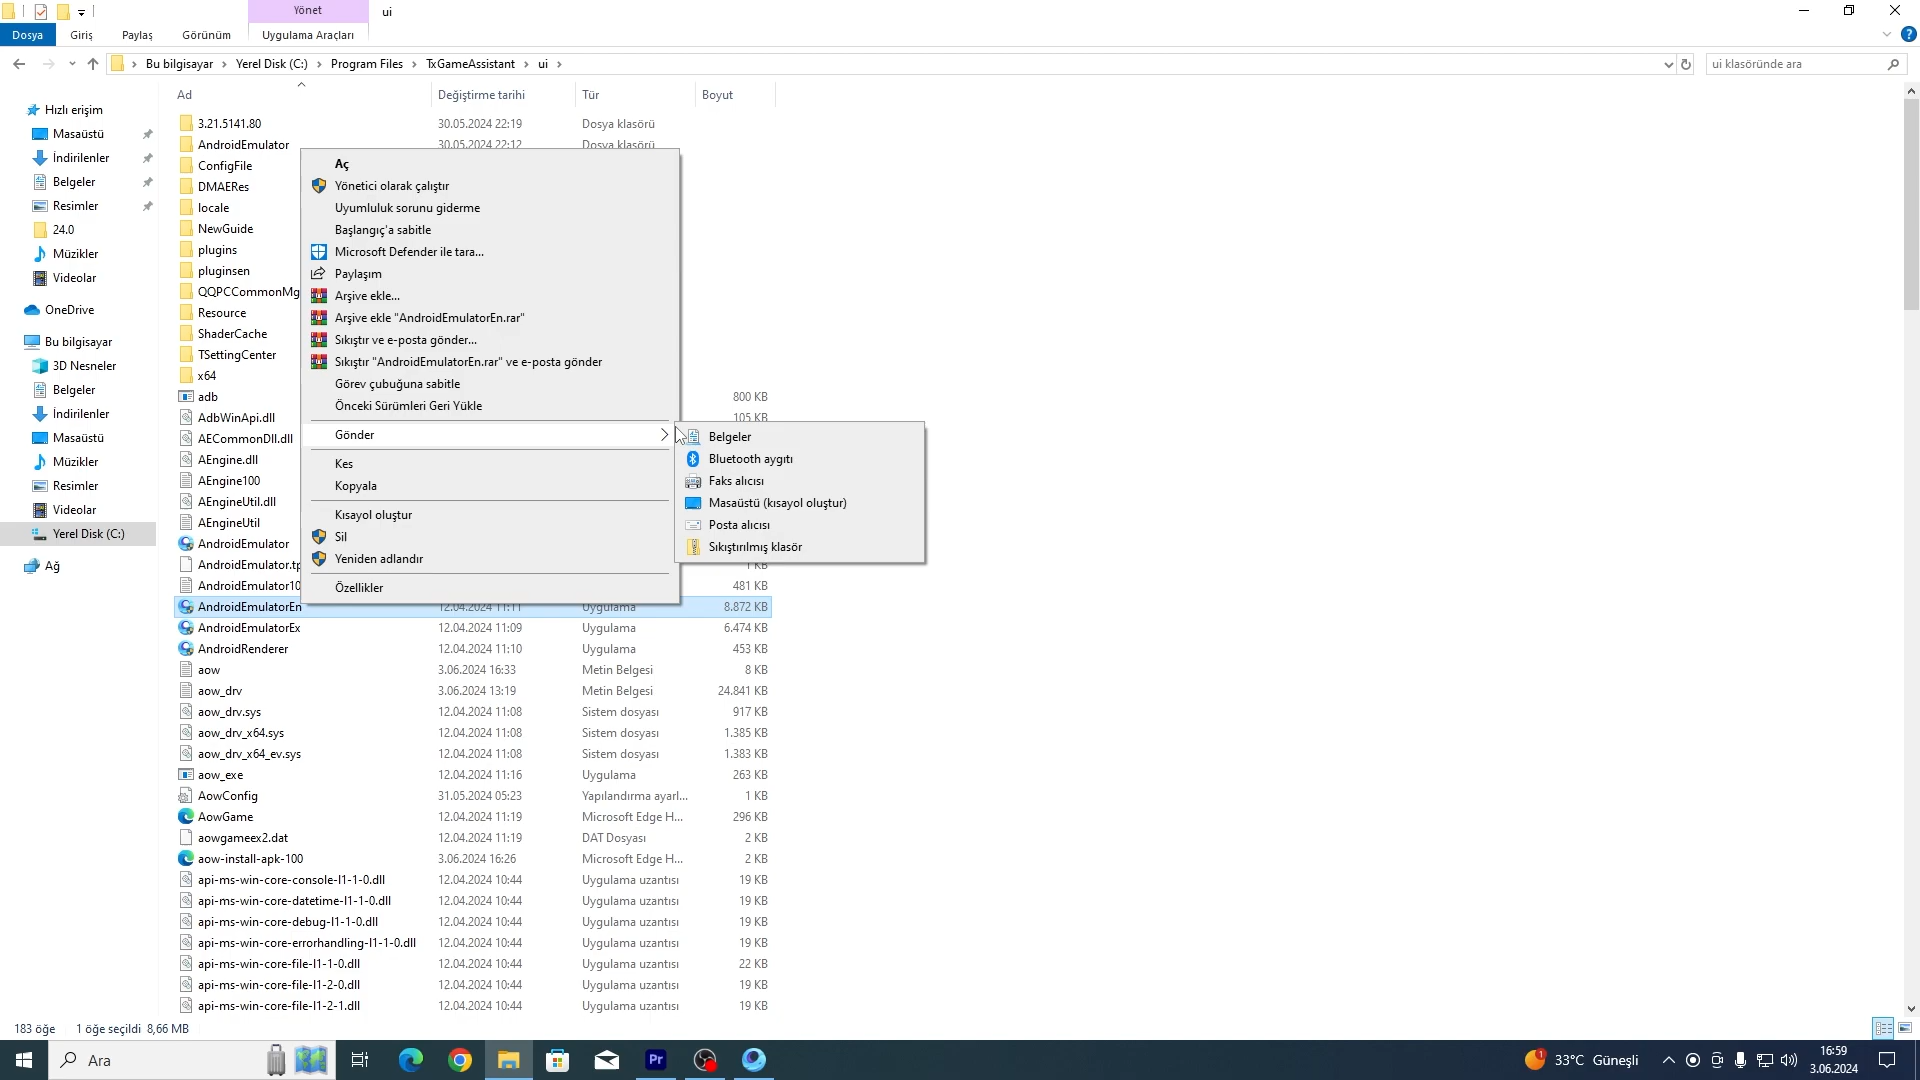 Yönet
ui
Dosya
Giriş
Paylaş
Görünüm
Uygulama Araçları
Bu bilgisayar
Yerel Disk (C:)
Program Files
TxGameAssistant
ui
ui klasöründe ara
Ad
Değiştirme tarihi
Tür
Boyut
Hızlı erişim
Masaüstü
İndirilenler
Belgeler
Resimler
24.0
Müzikler
Videolar
OneDrive
Bu bilgisayar
3D Nesneler
Belgeler
İndirilenler
Masaüstü
Müzikler
Resimler
Videolar
Yerel Disk (C:)
Ağ
3.21.5141.80 30.05.2024 22:19 Dosya klasörü
AndroidEmulator 30.05.2024 22:12 Dosya klasörü
ConfigFile
DMAERes
locale
NewGuide
plugins
pluginsen
QQPCCommonMg
Resource
ShaderCache
TSettingCenter
x64
adb 800 KB
AdbWinApi.dll 105 KB
AECommonDll.dll
AEngine.dll
AEngine100
AEngineUtil.dll
AEngineUtil
AndroidEmulator
AndroidEmulator.tp 1 KB
AndroidEmulator10 481 KB
AndroidEmulatorEn 12.04.2024 11:11 Uygulama 8.872 KB
AndroidEmulatorEx 12.04.2024 11:09 Uygulama 6.474 KB
AndroidRenderer 12.04.2024 11:10 Uygulama 453 KB
aow 3.06.2024 16:33 Metin Belgesi 8 KB
aow_drv 3.06.2024 13:19 Metin Belgesi 24.841 KB
aow_drv.sys 12.04.2024 11:08 Sistem dosyası 917 KB
aow_drv_x64.sys 12.04.2024 11:08 Sistem dosyası 1.385 KB
aow_drv_x64_ev.sys 12.04.2024 11:08 Sistem dosyası 1.383 KB
aow_exe 12.04.2024 11:16 Uygulama 263 KB
AowConfig 31.05.2024 05:23 Yapılandırma ayarl... 1 KB
AowGame 12.04.2024 11:19 Microsoft Edge H... 296 KB
aowgameex2.dat 12.04.2024 11:19 DAT Dosyası 2 KB
aow-install-apk-100 3.06.2024 16:26 Microsoft Edge H... 2 KB
api-ms-win-core-console-l1-1-0.dll 12.04.2024 10:44 Uygulama uzantısı 19 KB
api-ms-win-core-datetime-l1-1-0.dll 12.04.2024 10:44 Uygulama uzantısı 19 KB
api-ms-win-core-debug-l1-1-0.dll 12.04.2024 10:44 Uygulama uzantısı 19 KB
api-ms-win-core-errorhandling-l1-1-0.dll 12.04.2024 10:44 Uygulama uzantısı 19 KB
api-ms-win-core-file-l1-1-0.dll 12.04.2024 10:44 Uygulama uzantısı 22 KB
api-ms-win-core-file-l1-2-0.dll 12.04.2024 10:44 Uygulama uzantısı 19 KB
api-ms-win-core-file-l1-2-1.dll 12.04.2024 10:44 Uygulama uzantısı 19 KB
Aç
Yönetici olarak çalıştır
Uyumluluk sorunu giderme
Başlangıç'a sabitle
Microsoft Defender ile tara...
Paylaşım
Arşive ekle...
Arşive ekle "AndroidEmulatorEn.rar"
Sıkıştır ve e-posta gönder...
Sıkıştır "AndroidEmulatorEn.rar" ve e-posta gönder
Görev çubuğuna sabitle
Önceki Sürümleri Geri Yükle
Gönder
Kes
Kopyala
Kısayol oluştur
Sil
Yeniden adlandır
Özellikler
Belgeler
Bluetooth aygıtı
Faks alıcısı
Masaüstü (kısayol oluştur)
Posta alıcısı
Sıkıştırılmış klasör
183 öğe 1 öğe seçildi 8,66 MB
Ara
Pr
1
33°C Güneşli
16:59
3.06.2024